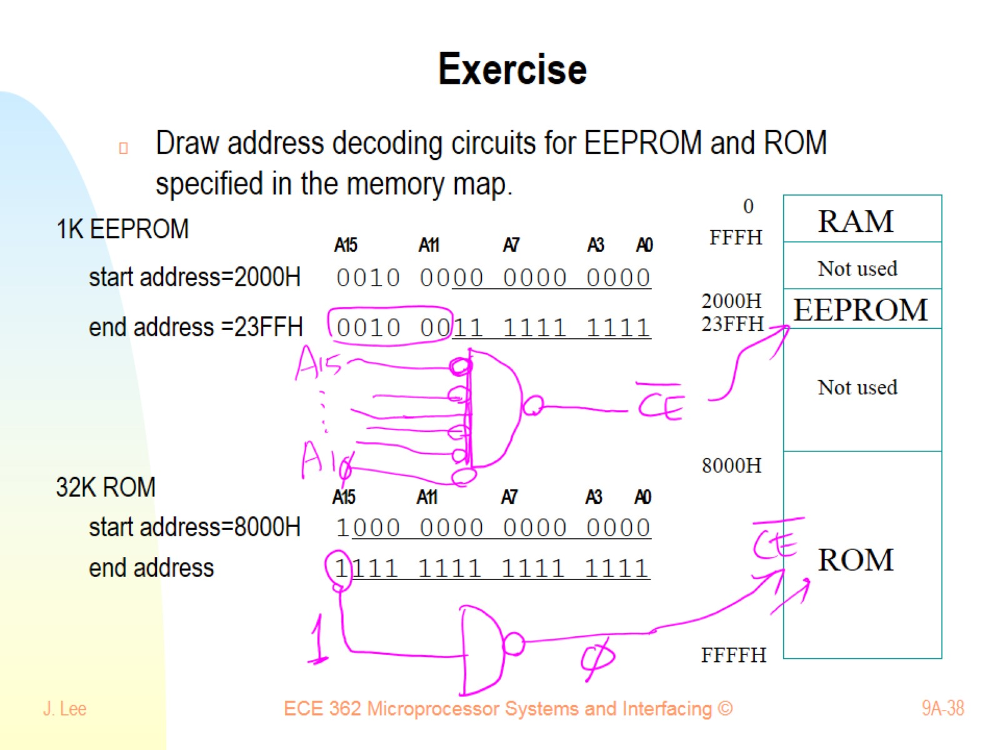 Exercise
Draw address decoding circuits for EEPROM and ROM
specified in the memory map.
1K EEPROM
A15 A11 A7 A3 A0
start address=2000H 0010 0000 0000 0000
end address =23FFH 0010 0011 1111 1111
A15
CE
A10
32K ROM
A15 A11 A7 A3 A0
start address=8000H 1000 0000 0000 0000
end address 1111 1111 1111 1111
1
0
CE
0
RAM
FFFH
Not used
2000H
EEPROM
23FFH
Not used
8000H
ROM
FFFFH
J. Lee
ECE 362 Microprocessor Systems and Interfacing ©
9A-38